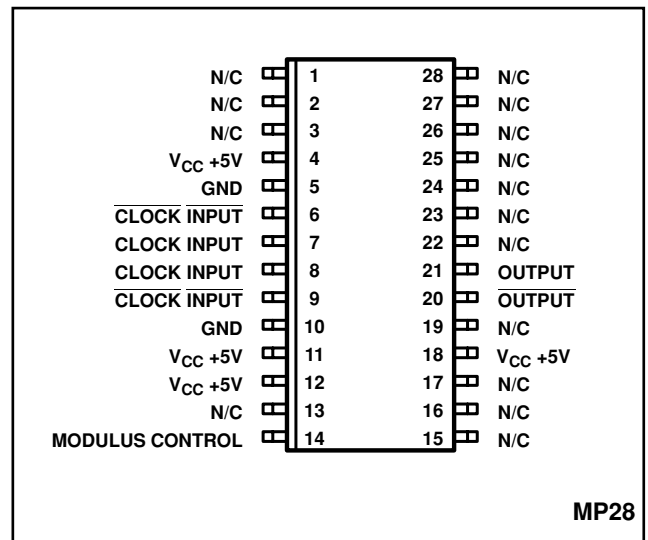 N/C 1 28 N/C
N/C 2 27 N/C
N/C 3 26 N/C
VCC +5V 4 25 N/C
GND 5 24 N/C
CLOCK INPUT 6 23 N/C
CLOCK INPUT 7 22 N/C
CLOCK INPUT 8 21 OUTPUT
CLOCK INPUT 9 20 OUTPUT
GND 10 19 N/C
VCC +5V 11 18 VCC +5V
VCC +5V 12 17 N/C
N/C 13 16 N/C
MODULUS CONTROL 14 15 N/C
MP28